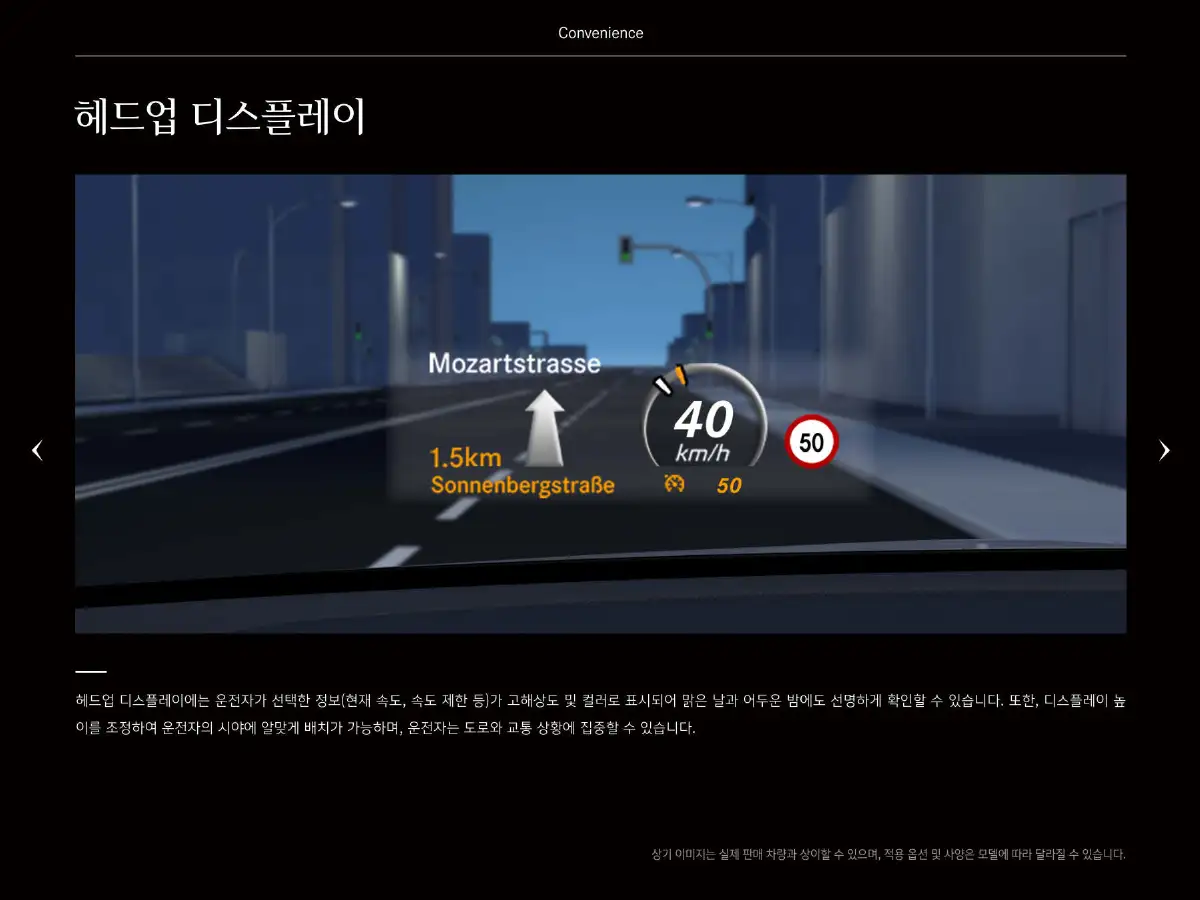 Convenience
헤드업 디스플레이
Mozartstrasse
1.5km
Sonnenbergstraße
40
km/h
50
50
헤드업 디스플레이에는 운전자가 선택한 정보(현재 속도, 속도 제한 등)가 고해상도 및 컬러로 표시되어 맑은 날과 어두운 밤에도 선명하게 확인할 수 있습니다. 또한, 디스플레이 높
이를 조정하여 운전자의 시야에 알맞게 배치가 가능하며, 운전자는 도로와 교통 상황에 집중할 수 있습니다.
상기 이미지는 실제 판매 차량과 상이할 수 있으며, 적용 옵션 및 사양은 모델에 따라 달라질 수 있습니다.